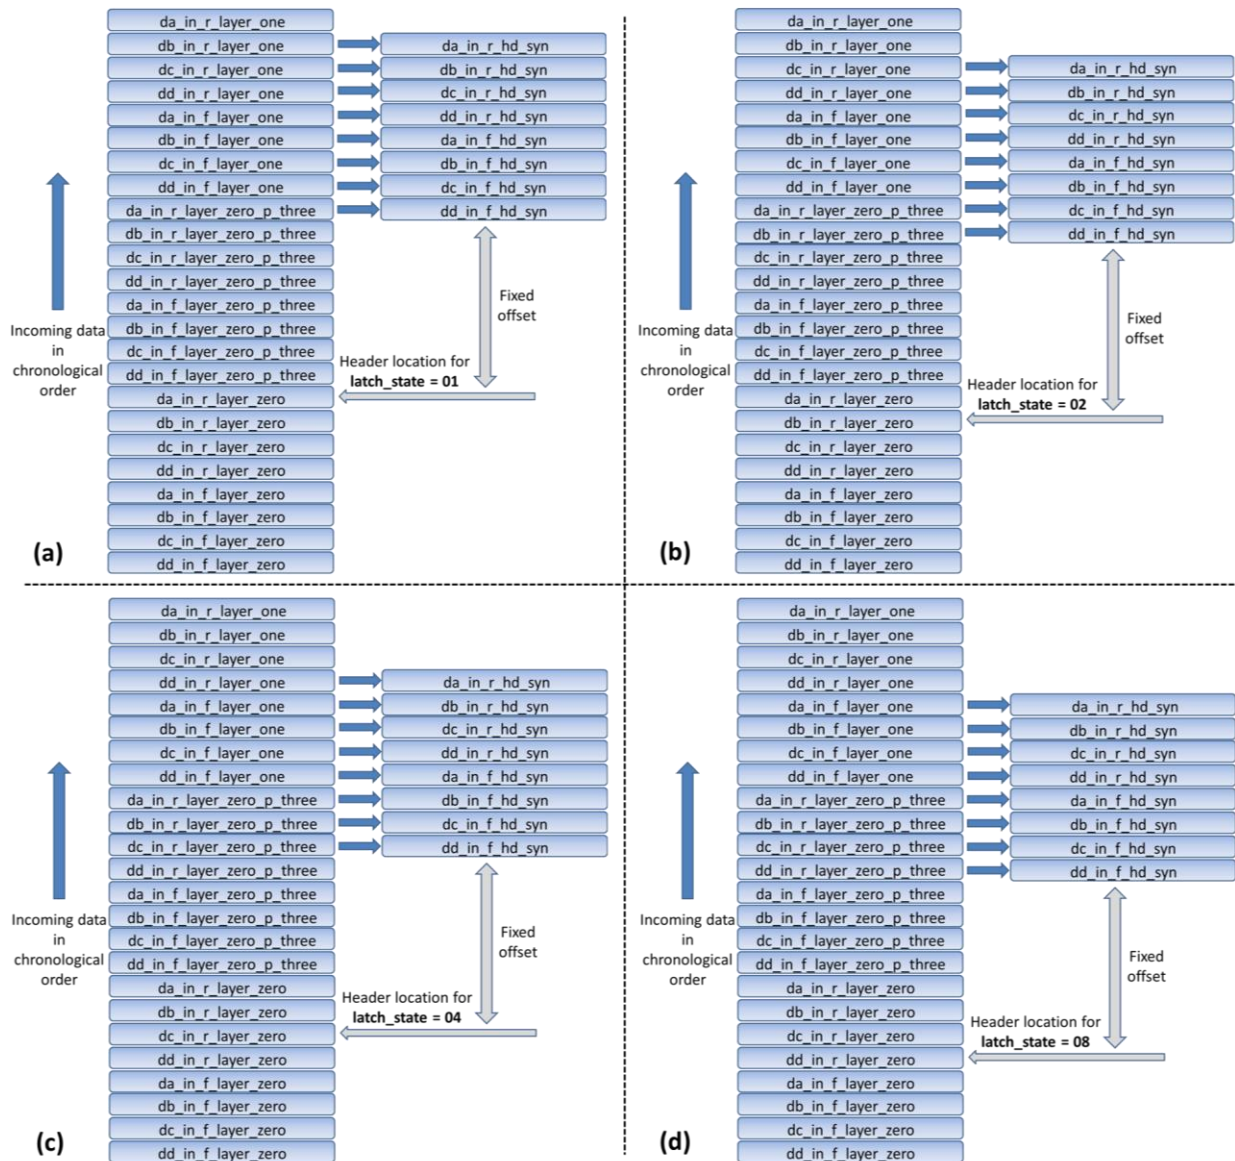 da_in_r_layer_one
db_in_r_layer_one
dc_in_r_layer_one
dd_in_r_layer_one
da_in_f_layer_one
db_in_f_layer_one
dc_in_f_layer_one
dd_in_f_layer_one
da_in_r_layer_zero_p_three
db_in_r_layer_zero_p_three
dc_in_r_layer_zero_p_three
dd_in_r_layer_zero_p_three
da_in_f_layer_zero_p_three
db_in_f_layer_zero_p_three
dc_in_f_layer_zero_p_three
dd_in_f_layer_zero_p_three
da_in_r_layer_zero
db_in_r_layer_zero
dc_in_r_layer_zero
dd_in_r_layer_zero
da_in_f_layer_zero
db_in_f_layer_zero
dc_in_f_layer_zero
dd_in_f_layer_zero
da_in_r_hd_syn
db_in_r_hd_syn
dc_in_r_hd_syn
dd_in_r_hd_syn
da_in_f_hd_syn
db_in_f_hd_syn
dc_in_f_hd_syn
dd_in_f_hd_syn
Fixed
offset
Header location for
latch_state = 01
Incoming data
in
chronological
order
(a)
da_in_r_layer_one
db_in_r_layer_one
dc_in_r_layer_one
dd_in_r_layer_one
da_in_f_layer_one
db_in_f_layer_one
dc_in_f_layer_one
dd_in_f_layer_one
da_in_r_layer_zero_p_three
db_in_r_layer_zero_p_three
dc_in_r_layer_zero_p_three
dd_in_r_layer_zero_p_three
da_in_f_layer_zero_p_three
db_in_f_layer_zero_p_three
dc_in_f_layer_zero_p_three
dd_in_f_layer_zero_p_three
da_in_r_layer_zero
db_in_r_layer_zero
dc_in_r_layer_zero
dd_in_r_layer_zero
da_in_f_layer_zero
db_in_f_layer_zero
dc_in_f_layer_zero
dd_in_f_layer_zero
da_in_r_hd_syn
db_in_r_hd_syn
dc_in_r_hd_syn
dd_in_r_hd_syn
da_in_f_hd_syn
db_in_f_hd_syn
dc_in_f_hd_syn
dd_in_f_hd_syn
Fixed
offset
Header location for
latch_state = 02
Incoming data
in
chronological
order
(b)
da_in_r_layer_one
db_in_r_layer_one
dc_in_r_layer_one
dd_in_r_layer_one
da_in_f_layer_one
db_in_f_layer_one
dc_in_f_layer_one
dd_in_f_layer_one
da_in_r_layer_zero_p_three
db_in_r_layer_zero_p_three
dc_in_r_layer_zero_p_three
dd_in_r_layer_zero_p_three
da_in_f_layer_zero_p_three
db_in_f_layer_zero_p_three
dc_in_f_layer_zero_p_three
dd_in_f_layer_zero_p_three
da_in_r_layer_zero
db_in_r_layer_zero
dc_in_r_layer_zero
dd_in_r_layer_zero
da_in_f_layer_zero
db_in_f_layer_zero
dc_in_f_layer_zero
dd_in_f_layer_zero
da_in_r_hd_syn
db_in_r_hd_syn
dc_in_r_hd_syn
dd_in_r_hd_syn
da_in_f_hd_syn
db_in_f_hd_syn
dc_in_f_hd_syn
dd_in_f_hd_syn
Fixed
offset
Header location for
latch_state = 04
Incoming data
in
chronological
order
(c)
da_in_r_layer_one
db_in_r_layer_one
dc_in_r_layer_one
dd_in_r_layer_one
da_in_f_layer_one
db_in_f_layer_one
dc_in_f_layer_one
dd_in_f_layer_one
da_in_r_layer_zero_p_three
db_in_r_layer_zero_p_three
dc_in_r_layer_zero_p_three
dd_in_r_layer_zero_p_three
da_in_f_layer_zero_p_three
db_in_f_layer_zero_p_three
dc_in_f_layer_zero_p_three
dd_in_f_layer_zero_p_three
da_in_r_layer_zero
db_in_r_layer_zero
dc_in_r_layer_zero
dd_in_r_layer_zero
da_in_f_layer_zero
db_in_f_layer_zero
dc_in_f_layer_zero
dd_in_f_layer_zero
da_in_r_hd_syn
db_in_r_hd_syn
dc_in_r_hd_syn
dd_in_r_hd_syn
da_in_f_hd_syn
db_in_f_hd_syn
dc_in_f_hd_syn
dd_in_f_hd_syn
Fixed
offset
Header location for
latch_state = 08
Incoming data
in
chronological
order
(d)